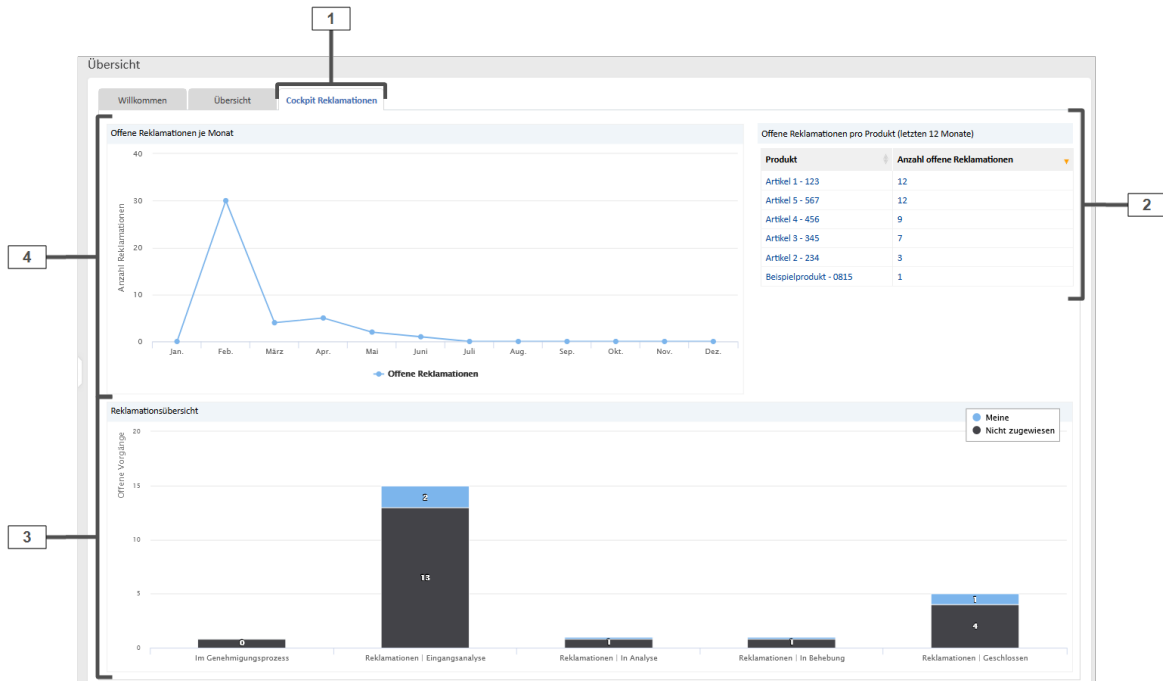 1
Übersicht
Willkommen
Übersicht
Cockpit Reklamationen
Offene Reklamationen je Monat
40
30
20
10
0
Anzahl Reklamationen
Jan.
Feb.
März
Apr.
Mai
Juni
Juli
Aug.
Sep.
Okt.
Nov.
Dez.
Offene Reklamationen
Offene Reklamationen pro Produkt (letzten 12 Monate)
Produkt Anzahl offene Reklamationen
Artikel 1 - 123 12
Artikel 5 - 567 12
Artikel 4 - 456 9
Artikel 3 - 345 7
Artikel 2 - 234 3
Beispielprodukt - 0815 1
2
4
Reklamationsübersicht
Meine
Nicht zugewiesen
20
15
10
5
0
Offene Vorgänge
0
2
13
1
1
1
4
Im Genehmigungsprozess
Reklamationen | Eingangsanalyse
Reklamationen | In Analyse
Reklamationen | In Behebung
Reklamationen | Geschlossen
3